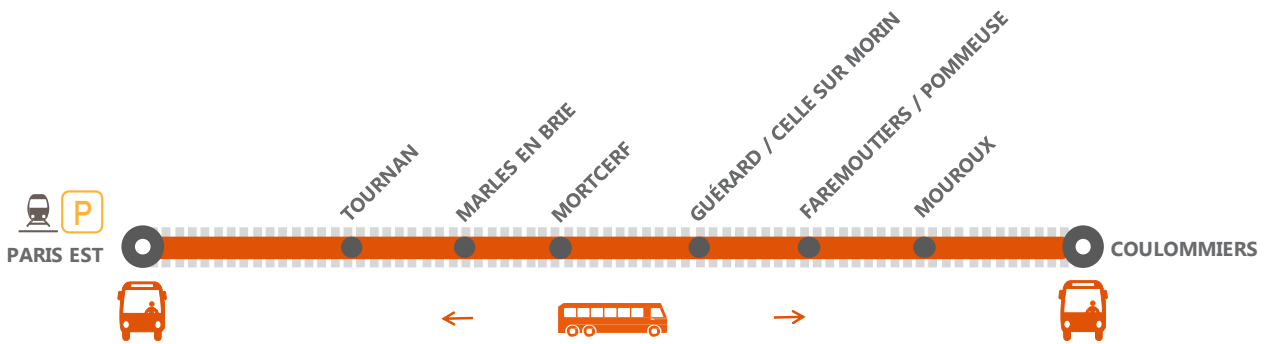 P
PARIS EST
TOURNAN
MARLES EN BRIE
MORTCERF
GUÉRARD / CELLE SUR MORIN
FAREMOUTIERS / POMMEUSE
MOUROUX
COULOMMIERS